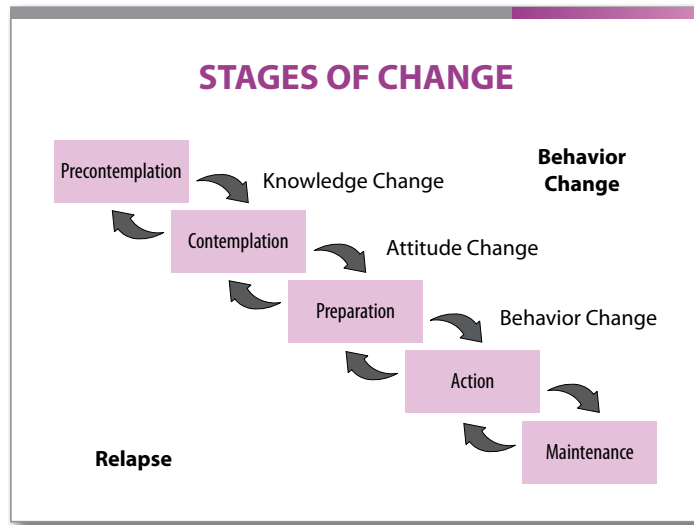 STAGES OF CHANGE
Precontemplation
Knowledge Change
Behavior
Change
Contemplation
Attitude Change
Preparation
Behavior Change
Action
Maintenance
Relapse